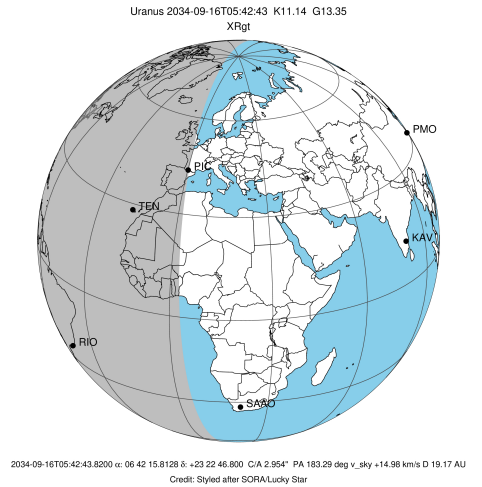 Uranus 2034-09-16T05:42:43 K11.14 G13.35
XRgt
PMO
PIC
TEN
KAV
RIO
SAAO
2034-09-16T05:42:43.8200 α: 06 42 15.8128 δ: +23 22 46.800 C/A 2.954" PA 183.29 deg v_sky +14.98 km/s D 19.17 AU
Credit: Styled after SORA/Lucky Star